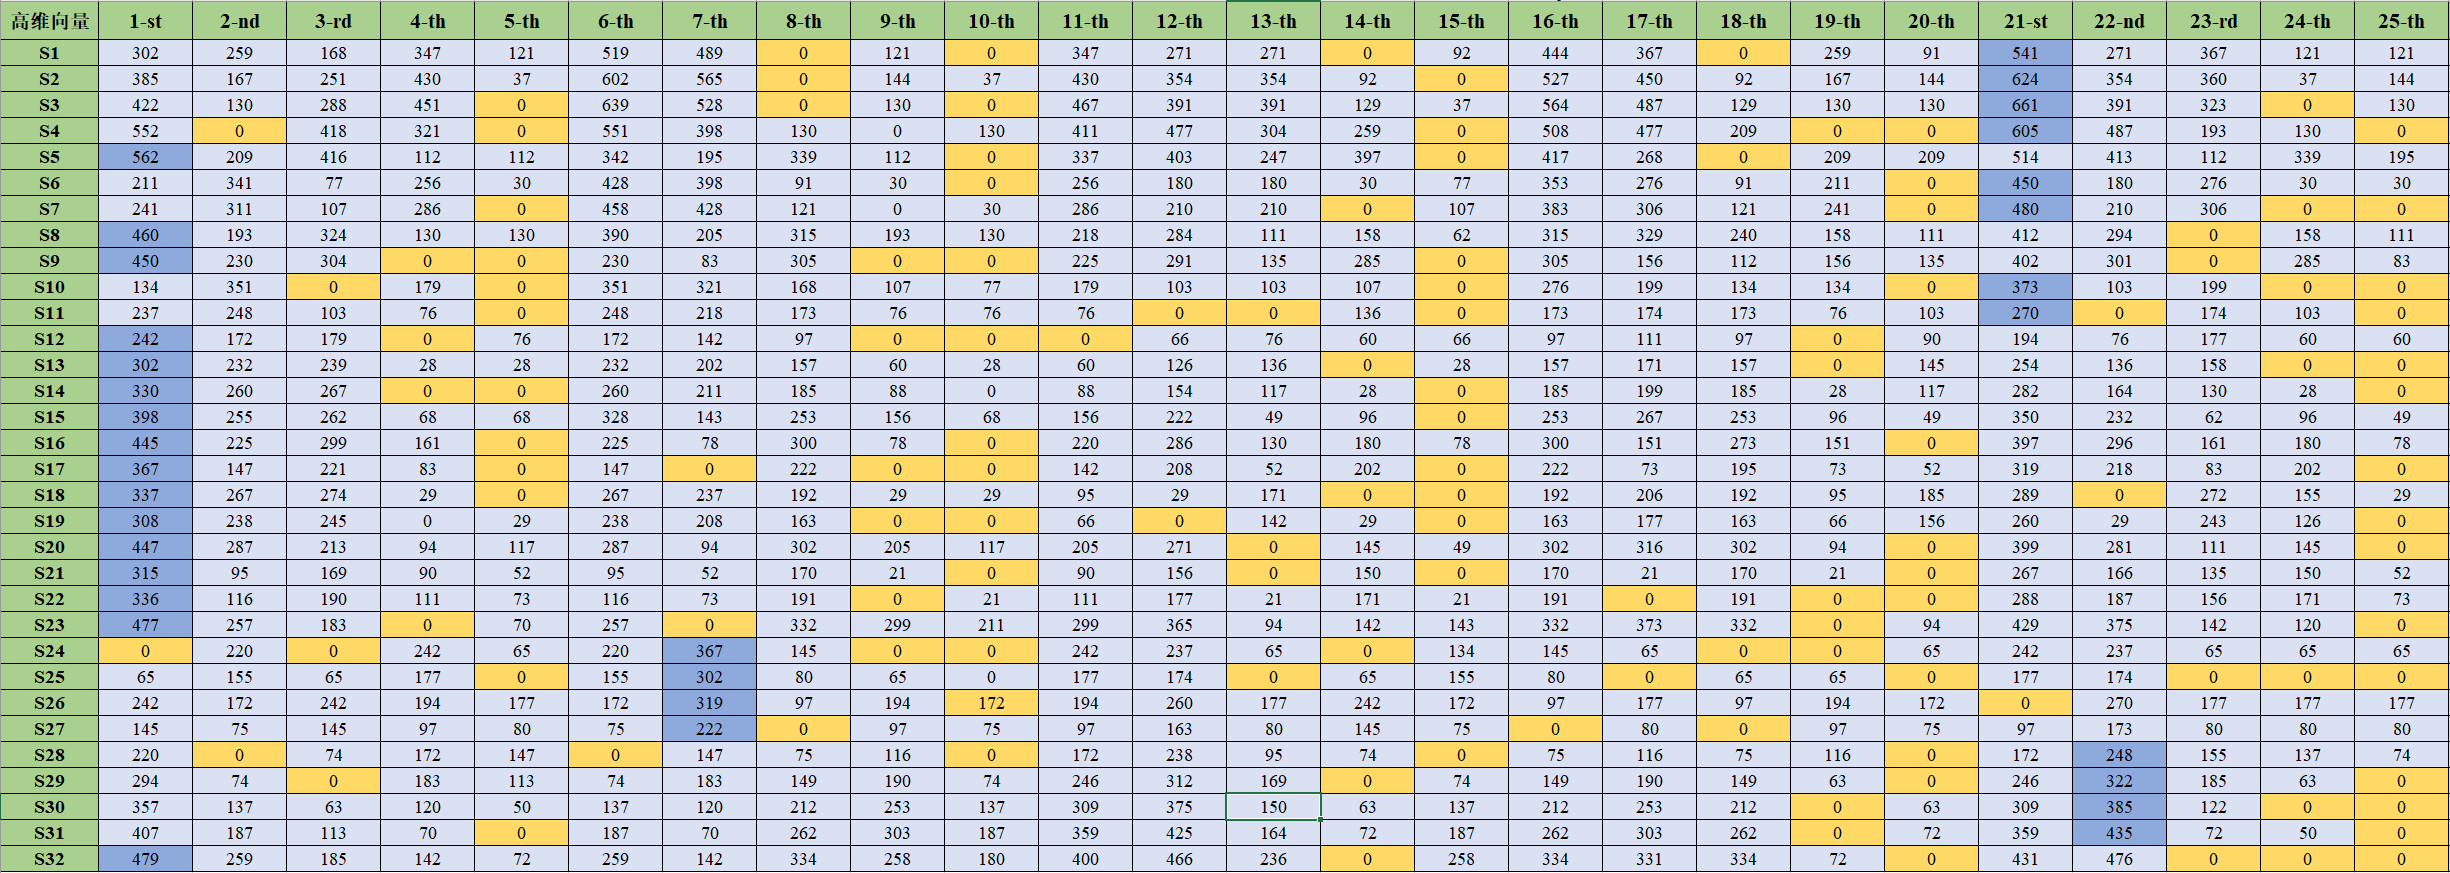 高维向量 1-st 2-nd 3-rd 4-th 5-th 6-th 7-th 8-th 9-th 10-th 11-th 12-th 13-th 14-th 15-th 16-th 17-th 18-th 19-th 20-th 21-st 22-nd 23-rd 24-th 25-th
S1 302 259 168 347 121 519 489 0 121 0 347 271 271 0 92 444 367 0 259 91 541 271 367 121 121
S2 385 167 251 430 37 602 565 0 144 37 430 354 354 92 0 527 450 92 167 144 624 354 360 37 144
S3 422 130 288 451 0 639 528 0 130 0 467 391 391 129 37 564 487 129 130 130 661 391 323 0 130
S4 552 0 418 321 0 551 398 130 0 130 411 477 304 259 0 508 477 209 0 0 605 487 193 130 0
S5 562 209 416 112 112 342 195 339 112 0 337 403 247 397 0 417 268 0 209 209 514 413 112 339 195
S6 211 341 77 256 30 428 398 91 30 0 256 180 180 30 77 353 276 91 211 0 450 180 276 30 30
S7 241 311 107 286 0 458 428 121 0 30 286 210 210 0 107 383 306 121 241 0 480 210 306 0 0
S8 460 193 324 130 130 390 205 315 193 130 218 284 111 158 62 315 329 240 158 111 412 294 0 158 111
S9 450 230 304 0 0 230 83 305 0 0 225 291 135 285 0 305 156 112 156 135 402 301 0 285 83
S10 134 351 0 179 0 351 321 168 107 77 179 103 103 107 0 276 199 134 134 0 373 103 199 0 0
S11 237 248 103 76 0 248 218 173 76 76 76 0 0 136 0 173 174 173 76 103 270 0 174 103 0
S12 242 172 179 0 76 172 142 97 0 0 0 66 76 60 66 97 111 97 0 90 194 76 177 60 60
S13 302 232 239 28 28 232 202 157 60 28 60 126 136 0 28 157 171 157 0 145 254 136 158 0 0
S14 330 260 267 0 0 260 211 185 88 0 88 154 117 28 0 185 199 185 28 117 282 164 130 28 0
S15 398 255 262 68 68 328 143 253 156 68 156 222 49 96 0 253 267 253 96 49 350 232 62 96 49
S16 445 225 299 161 0 225 78 300 78 0 220 286 130 180 78 300 151 273 151 0 397 296 161 180 78
S17 367 147 221 83 0 147 0 222 0 0 142 208 52 202 0 222 73 195 73 52 319 218 83 202 0
S18 337 267 274 29 0 267 237 192 29 29 95 29 171 0 0 192 206 192 95 185 289 0 272 155 29
S19 308 238 245 0 29 238 208 163 0 0 66 0 142 29 0 163 177 163 66 156 260 29 243 126 0
S20 447 287 213 94 117 287 94 302 205 117 205 271 0 145 49 302 316 302 94 0 399 281 111 145 0
S21 315 95 169 90 52 95 52 170 21 0 90 156 0 150 0 170 21 170 21 0 267 166 135 150 52
S22 336 116 190 111 73 116 73 191 0 21 111 177 21 171 21 191 0 191 0 0 288 187 156 171 73
S23 477 257 183 0 70 257 0 332 299 211 299 365 94 142 143 332 373 332 0 94 429 375 142 120 0
S24 0 220 0 242 65 220 367 145 0 0 242 237 65 0 134 145 65 0 0 65 242 237 65 65 65
S25 65 155 65 177 0 155 302 80 65 0 177 174 0 65 155 80 0 65 65 0 177 174 0 0 0
S26 242 172 242 194 177 172 319 97 194 172 194 260 177 242 172 97 177 97 194 172 0 270 177 177 177
S27 145 75 145 97 80 75 222 0 97 75 97 163 80 145 75 0 80 0 97 75 97 173 80 80 80
S28 220 0 74 172 147 0 147 75 116 0 172 238 95 74 0 75 116 75 116 0 172 248 155 137 74
S29 294 74 0 183 113 74 183 149 190 74 246 312 169 0 74 149 190 149 63 0 246 322 185 63 0
S30 357 137 63 120 50 137 120 212 253 137 309 375 150 63 137 212 253 212 0 63 309 385 122 0 0
S31 407 187 113 70 0 187 70 262 303 187 359 425 164 72 187 262 303 262 0 72 359 435 72 50 0
S32 479 259 185 142 72 259 142 334 258 180 400 466 236 0 258 334 331 334 72 0 431 476 0 0 0